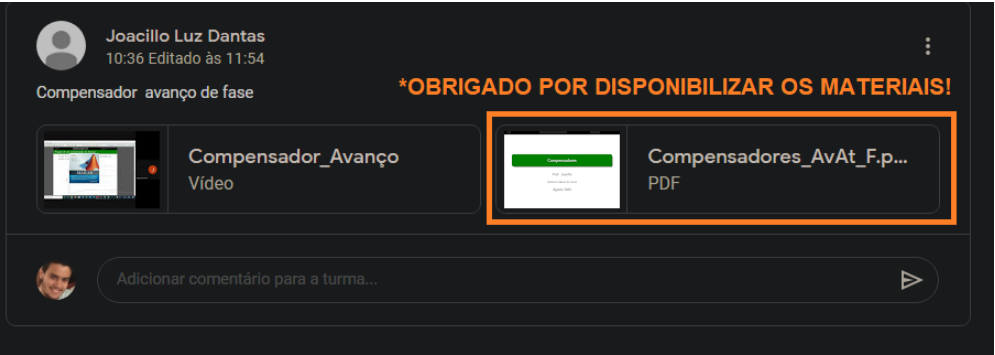 Joacillo Luz Dantas
10:36 Editado às 11:54
Compensador avanço de fase
*OBRIGADO POR DISPONIBILIZAR OS MATERIAIS!
Compensador_Avanço
Vídeo
Compensadores
Compensadores_AvAt_F.p...
PDF
Adicionar comentário para a turma...